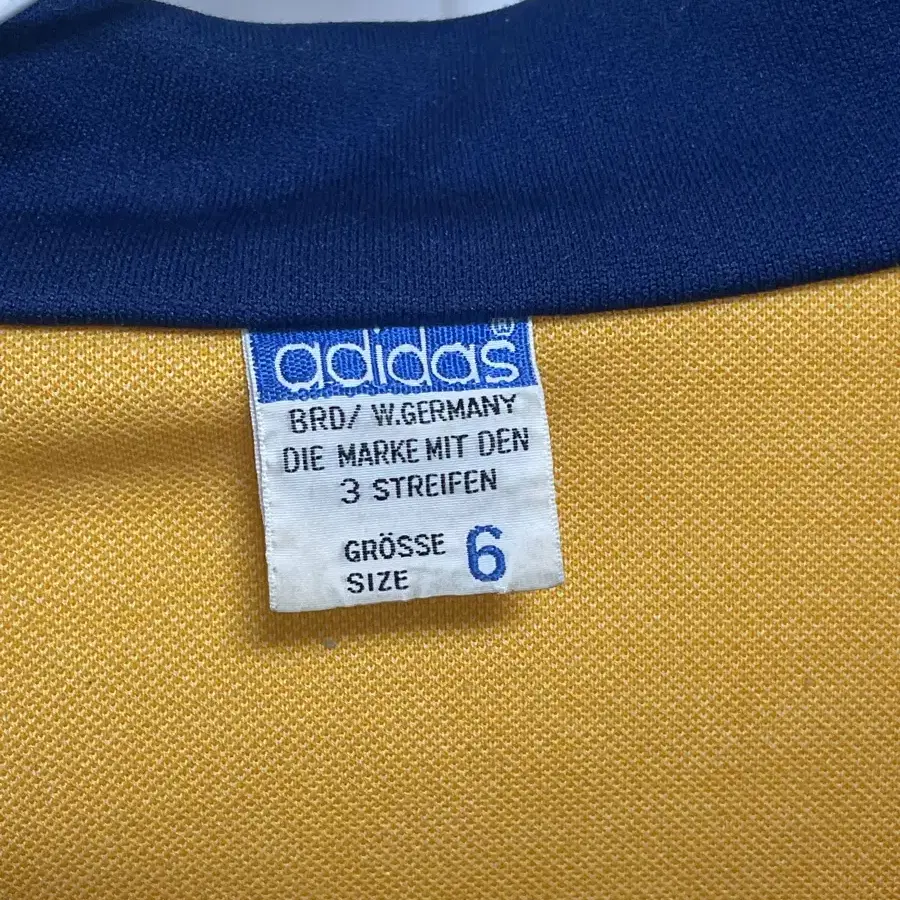 adidas®
BRD/ W.GERMANY
DIE MARKE MIT DEN
3 STREIFEN
GRÖSSE 6
SIZE